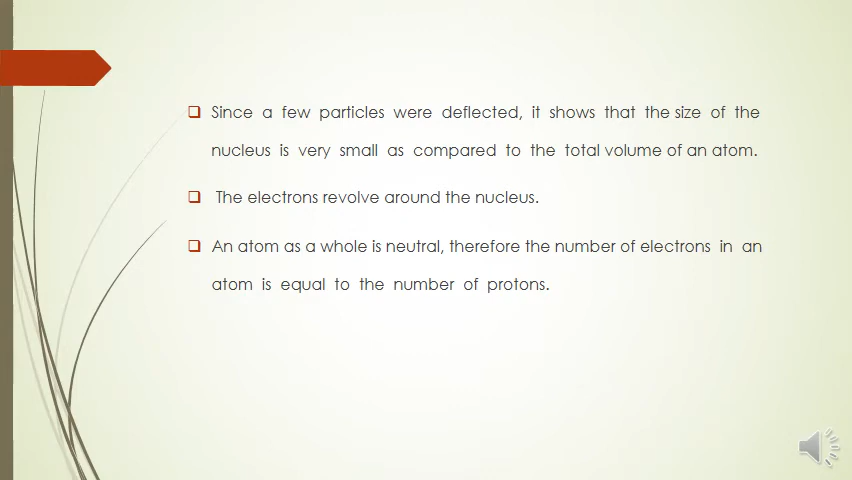 Since a few particles were deflected, it shows that the size of the
nucleus is very small as compared to the total volume of an atom.
The electrons revolve around the nucleus.
An atom as a whole is neutral, therefore the number of electrons in an
atom is equal to the number of protons.